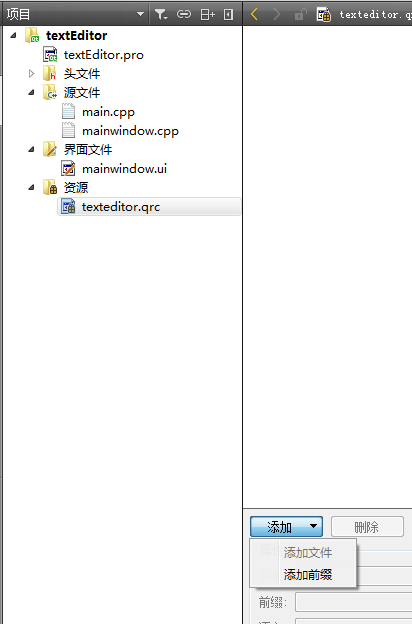 项目
texteditor.q
textEditor
textEditor.pro
头文件
源文件
main.cpp
mainwindow.cpp
界面文件
mainwindow.ui
资源
texteditor.qrc
添加
删除
添加文件
添加前缀
前缀: